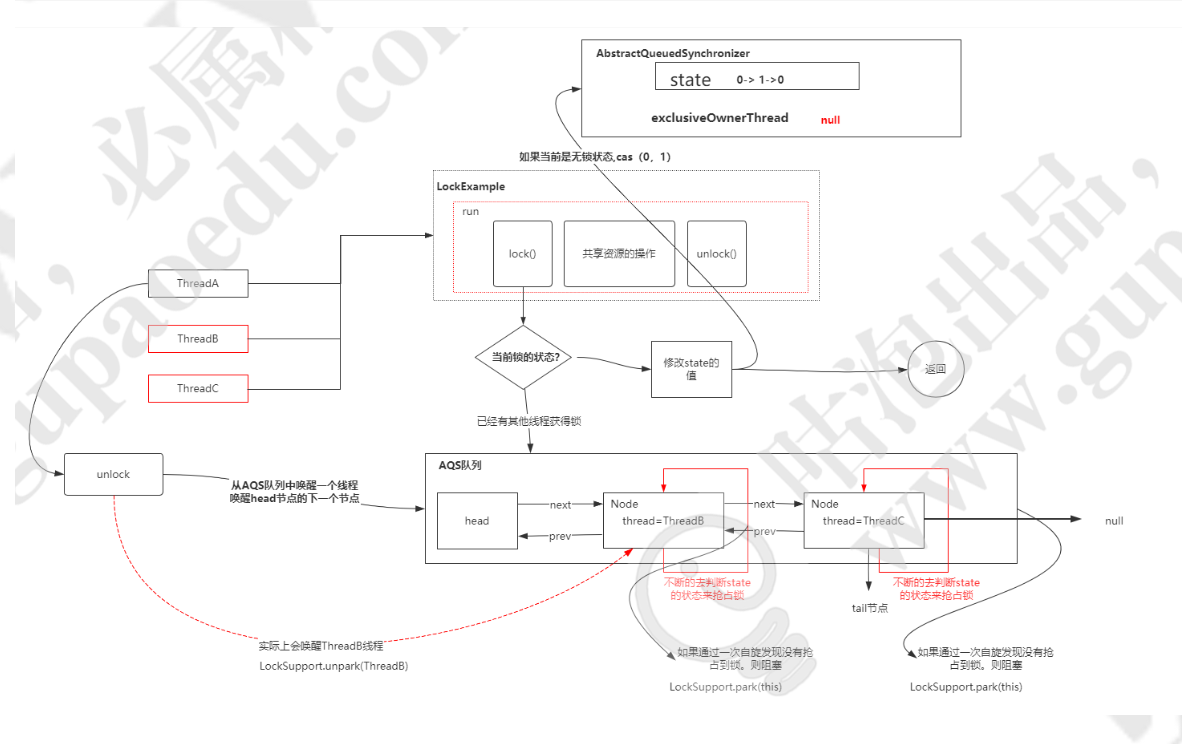 AbstractQueuedSynchronizer
state 0-> 1->0
exclusiveOwnerThread null
如果当前是无锁状态,cas（0，1）
LockExample
run
lock()
共享资源的操作
unlock()
ThreadA
ThreadB
ThreadC
当前锁的状态?
修改state的
值
返回
已经有其他线程获得锁
unlock
从AQS队列中唤醒一个线程
唤醒head节点的下一个节点
AQS队列
head
next
prev
Node
thread=ThreadB
next
prev
Node
thread=ThreadC
null
不断的去判断state
的状态来抢占锁
tail节点
不断的去判断state
的状态来抢占锁
实际上会唤醒ThreadB线程
LockSupport.unpark(ThreadB)
如果通过一次自旋发现没有抢
占到锁。则阻塞
LockSupport.park(this)
如果通过一次自旋发现没有抢
占到锁。则阻塞
LockSupport.park(this)